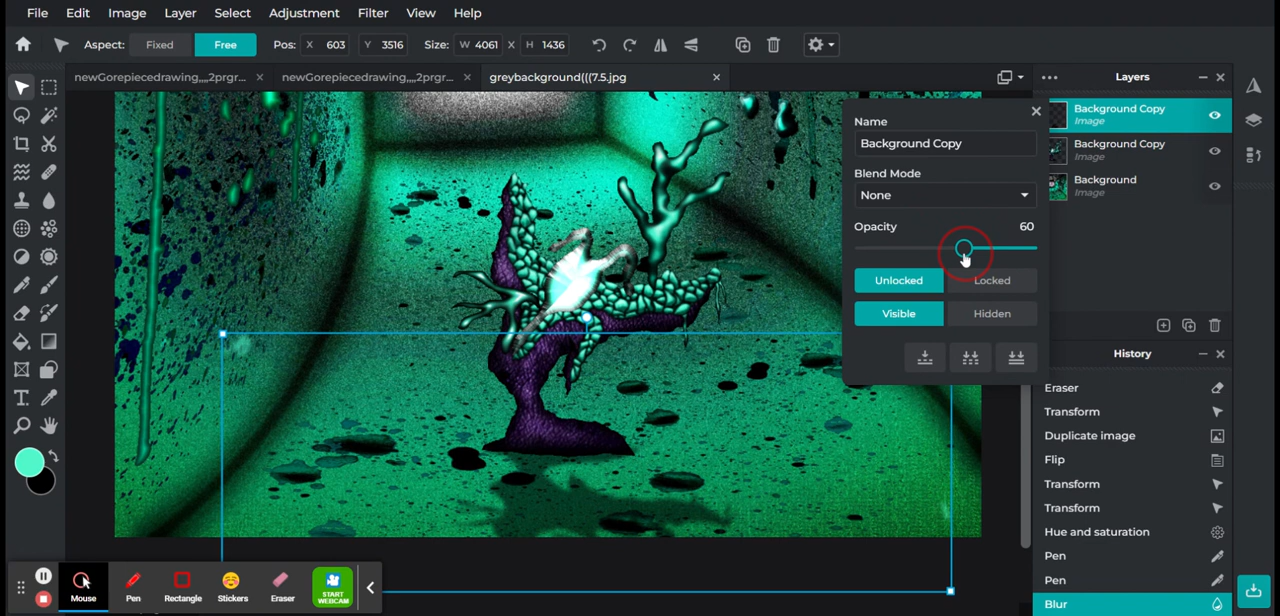 File Edit Image Layer Select Adjustment Filter View Help
Aspect: Fixed Free Pos: X 603 Y 3516 Size: W 4061 X H 1436
newGorepiecedrawing,,,,2prgr... × newGorepiecedrawing,,,,2prgr... × greybackground(((7.5.jpg ×
Layers
Background Copy
Image
Background Copy
Image
Background
Image
Name
Background Copy
Blend Mode
None
Opacity 60
Unlocked Locked
Visible Hidden
History
Eraser
Transform
Duplicate image
Flip
Transform
Transform
Hue and saturation
Pen
Pen
Blur
Mouse Pen Rectangle Stickers Eraser START
WEBCAM